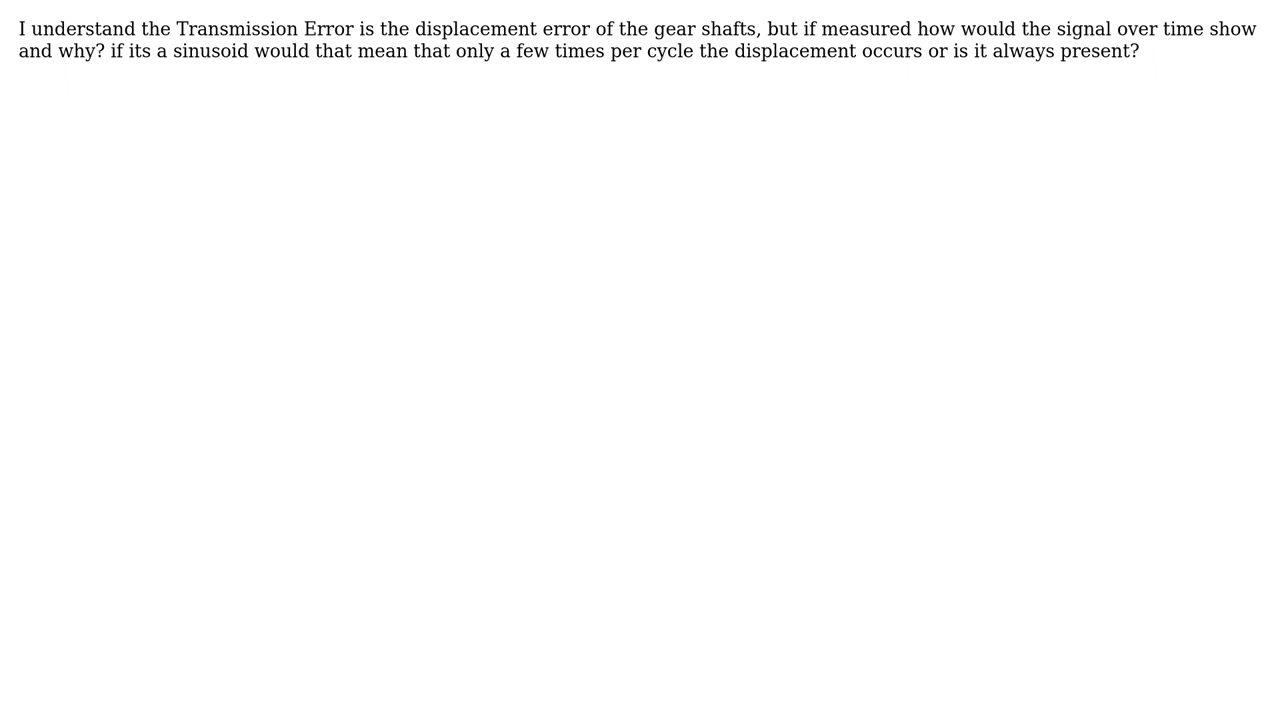 I understand the Transmission Error is the displacement error of the gear shafts, but if measured how would the signal over time show
and why? if its a sinusoid would that mean that only a few times per cycle the displacement occurs or is it always present?